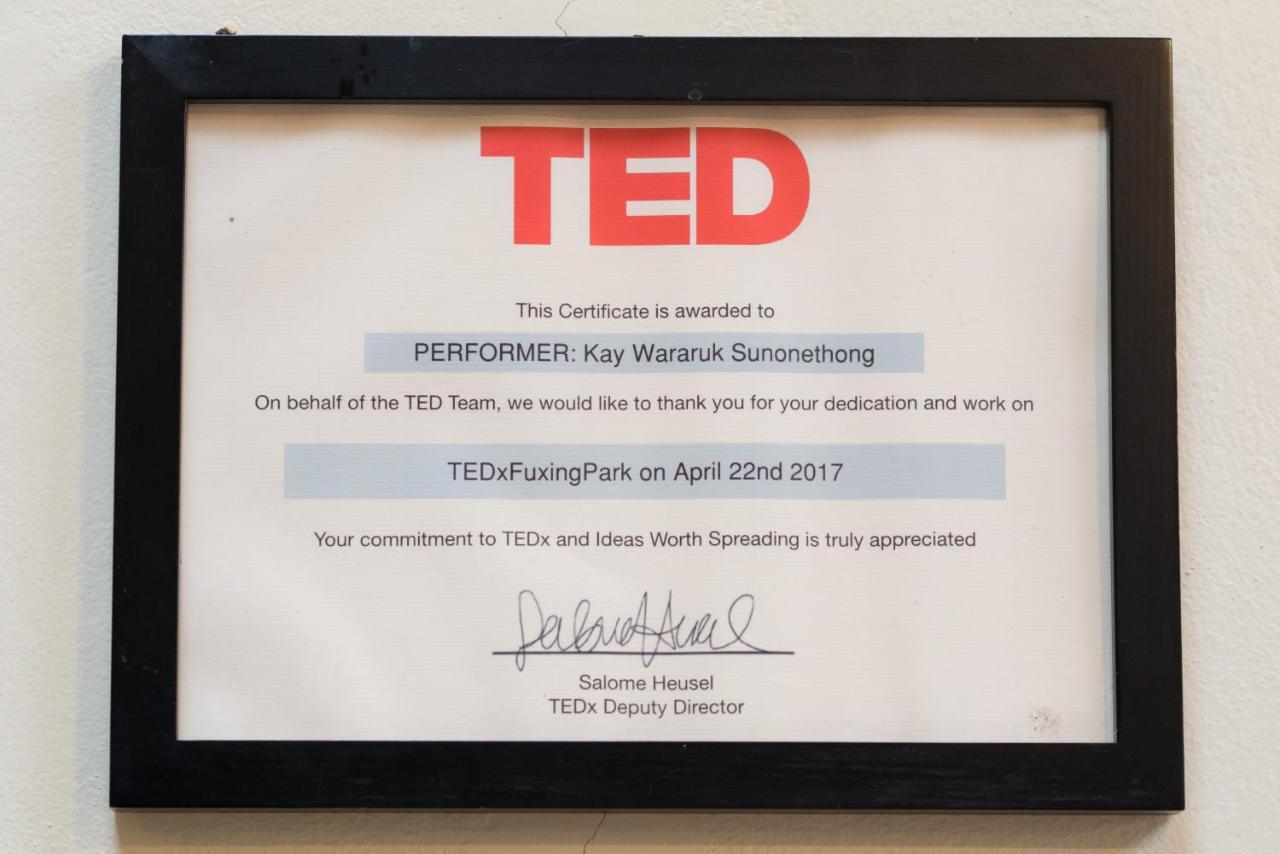 TED
This Certificate is awarded to
PERFORMER: Kay Wararuk Sunonethong
On behalf of the TED Team, we would like to thank you for your dedication and work on
TEDxFuxingPark on April 22nd 2017
Your commitment to TEDx and Ideas Worth Spreading is truly appreciated
Salome Heusel
Salome Heusel
TEDx Deputy Director